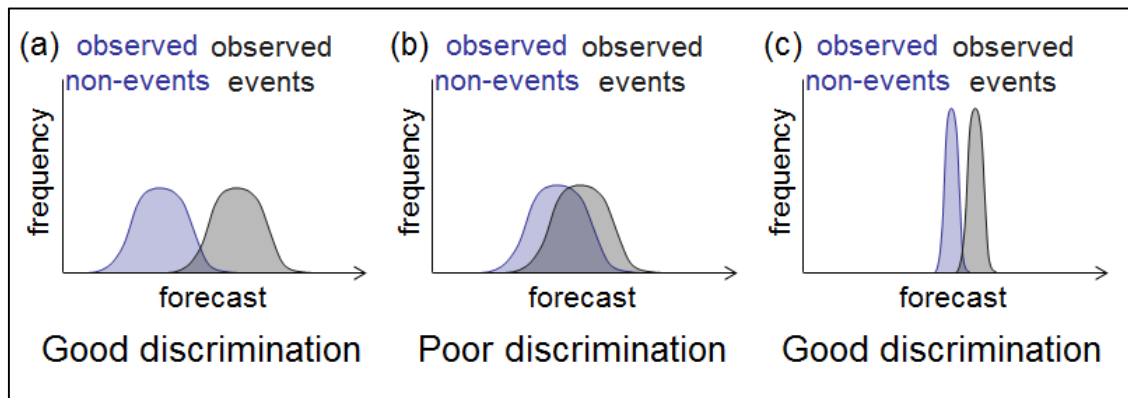 (a) observed observed
non-events events
frequency
forecast
Good discrimination
(b) observed observed
non-events events
frequency
forecast
Poor discrimination
(c) observed observed
non-events events
frequency
forecast
Good discrimination